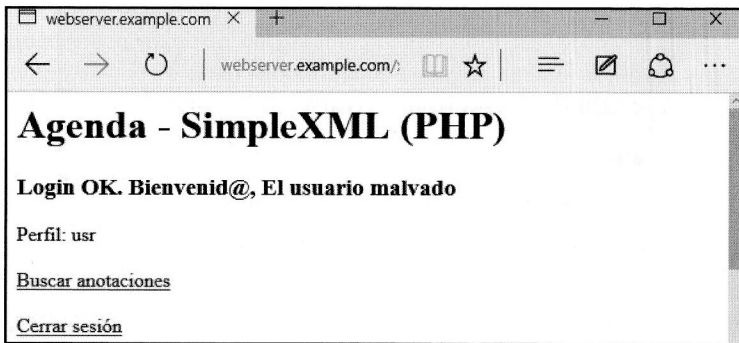 webserver.example.com
webserver.example.com/:
Agenda - SimpleXML (PHP)
Login OK. Bienvenid@, El usuario malvado
Perfil: usr
Buscar anotaciones
Cerrar sesión